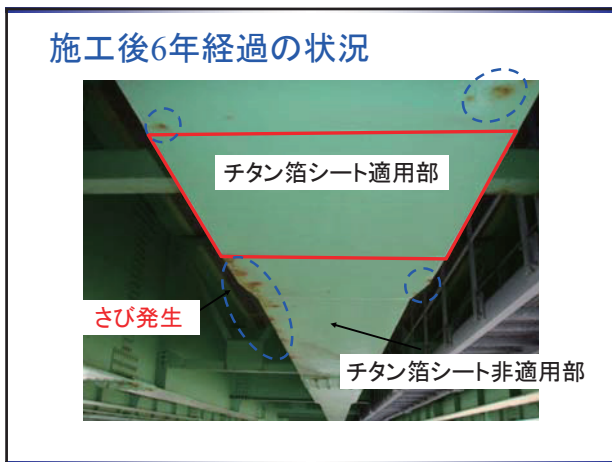 施工後6年経過の状況
チタン箔シート適用部
さび発生
チタン箔シート非適用部